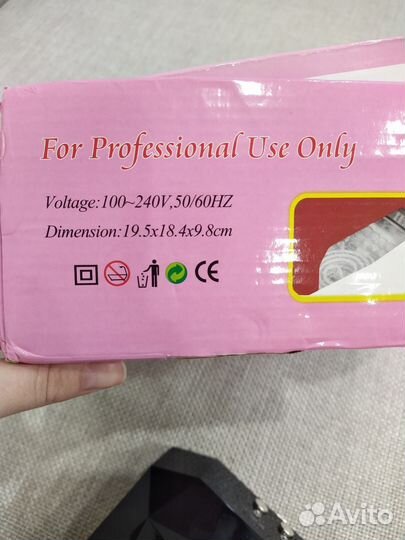 For Professional Use Only
Voltage:100~240V,50/60HZ
Dimension:19.5x18.4x9.8cm
CE
Avito